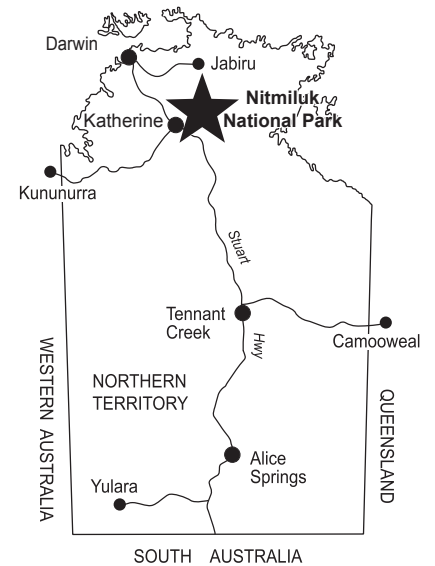 Darwin
Jabiru
Nitmiluk
National Park
Katherine
Kununurra
Stuart
Tennant
Creek
Hwy
Camooweal
WESTERN AUSTRALIA
NORTHERN
TERRITORY
QUEENSLAND
Alice
Springs
Yulara
SOUTH AUSTRALIA